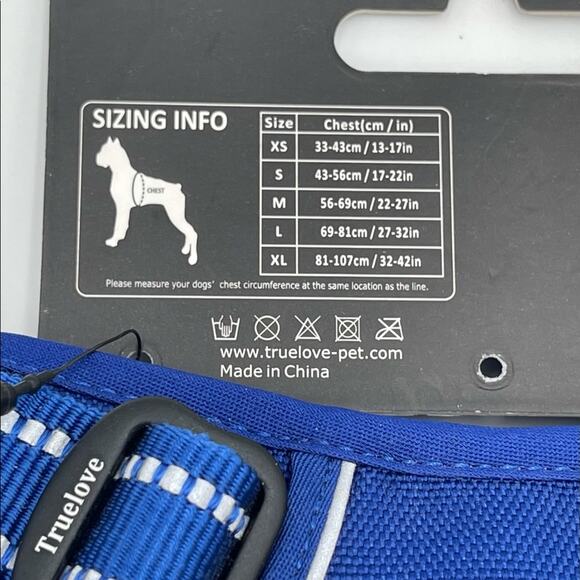 SIZING INFO
CHEST
Size Chest(cm / in)
XS 33-43cm / 13-17in
S 43-56cm / 17-22in
M 56-69cm / 22-27in
L 69-81cm / 27-32in
XL 81-107cm / 32-42in
Please measure your dogs' chest circumference at the same location as the line.
www.truelove-pet.com
Made in China
Truelove